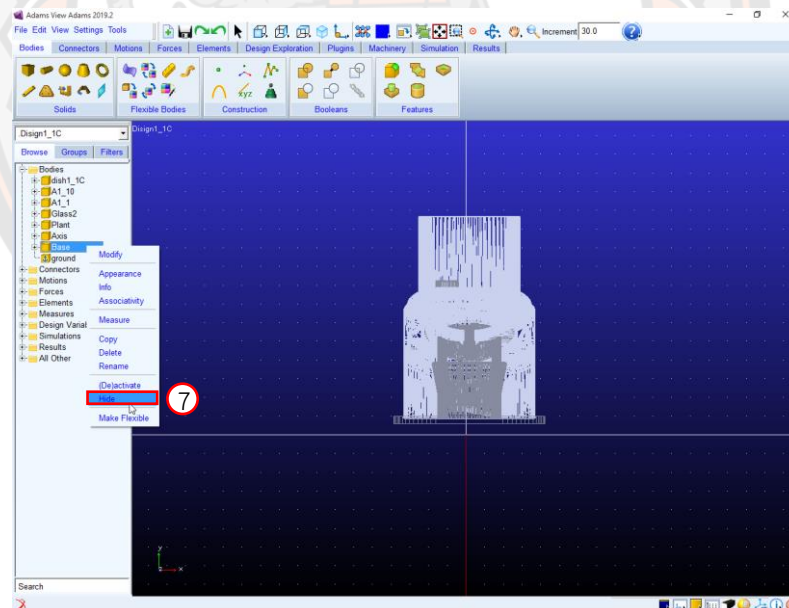 Adams View Adams 2019.2
File Edit View Settings Tools
Increment 30.0
Bodies Connectors Motions Forces Elements Design Exploration Plugins Machinery Simulation Results
Solids Flexible Bodies Construction Booleans Features
Disign1_1C
Disign1_1C
Browse Groups Filters
Bodies
dish1_1C
A1_10
A1_1
Glass2
Plant
Axis
Base
ground
Connectors
Motions
Forces
Elements
Measures
Design Varial
Simulations
Results
All Other
Modify
Appearance
Info
Associativity
Measure
Copy
Delete
Rename
(De)activate
Hide
7
Make Flexible
y
x
Search